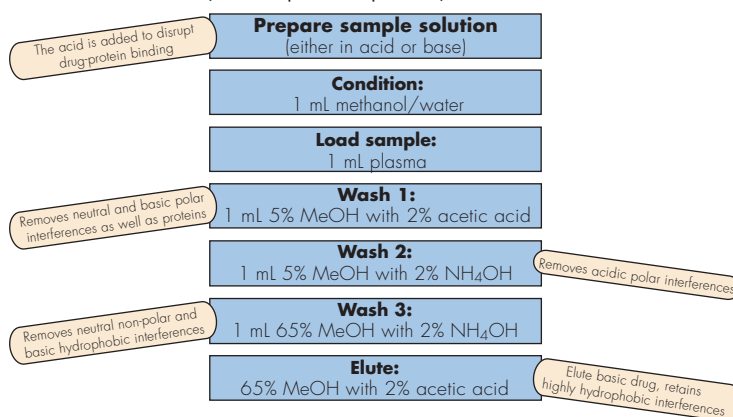 The acid is added to disrupt
drug-protein binding
Prepare sample solution
(either in acid or base)
Condition:
1 mL methanol/water
Load sample:
1 mL plasma
Removes neutral and basic polar
interferences as well as proteins
Wash 1:
1 mL 5% MeOH with 2% acetic acid
Wash 2:
1 mL 5% MeOH with 2% NH₄OH
Removes acidic polar interferences
Removes neutral non-polar and
basic hydrophobic interferences
Wash 3:
1 mL 65% MeOH with 2% NH₄OH
Elute:
65% MeOH with 2% acetic acid
Elute basic drug, retains
highly hydrophobic interferences